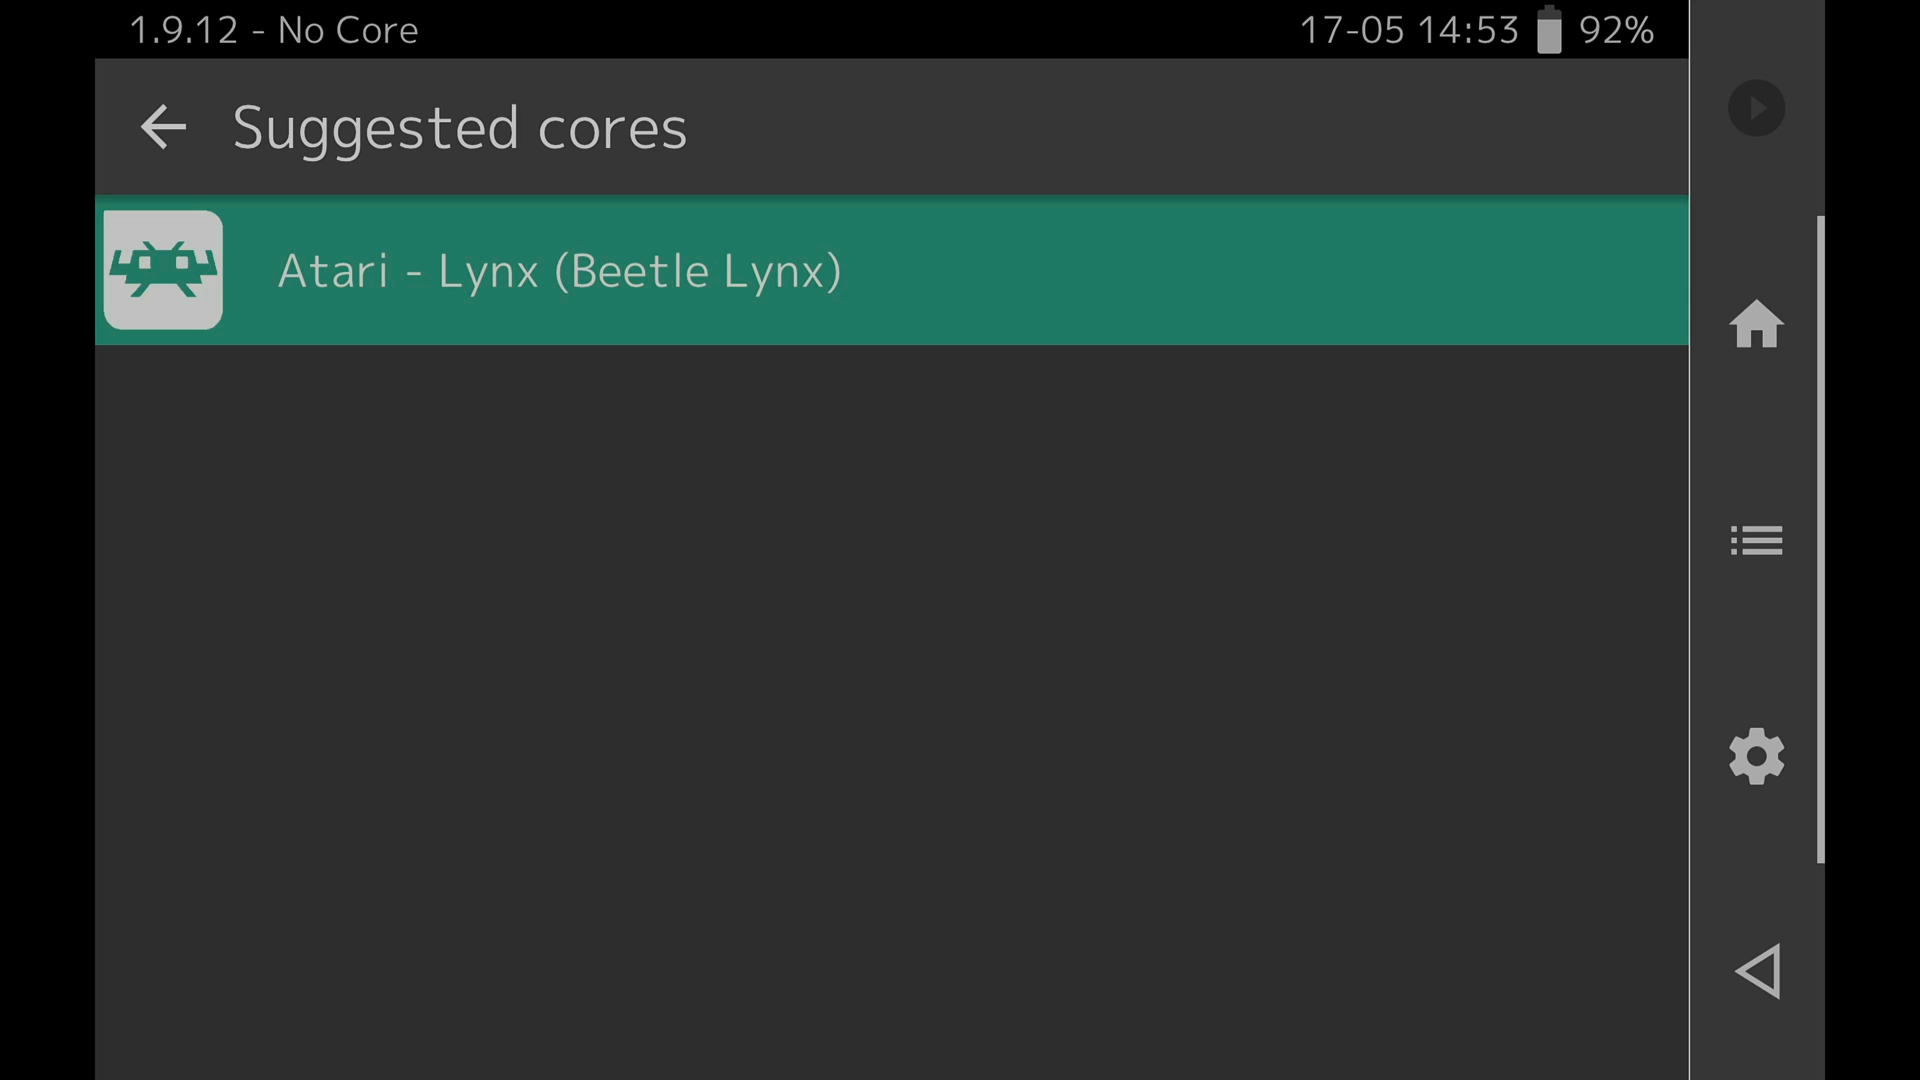 1.9.12 - No Core
17-05 14:53 92%
Suggested cores
Atari - Lynx (Beetle Lynx)